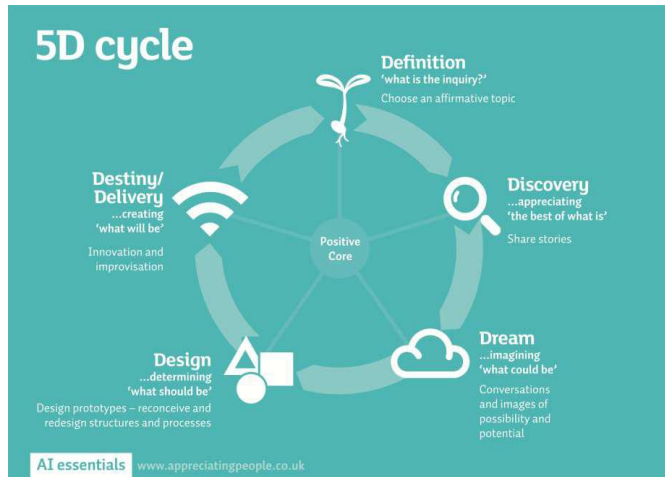 5D cycle
Definition
'what is the inquiry?'
Choose an affirmative topic
Discovery
...appreciating
'the best of what is'
Share stories
Dream
...imagining
'what could be'
Conversations
and images of
possibility and
potential
Design
...determining
'what should be'
Design prototypes – reconceive and
redesign structures and processes
Destiny/
Delivery
...creating
'what will be'
Innovation and
improvisation
Positive
Core
AI essentials www.appreciatingpeople.co.uk